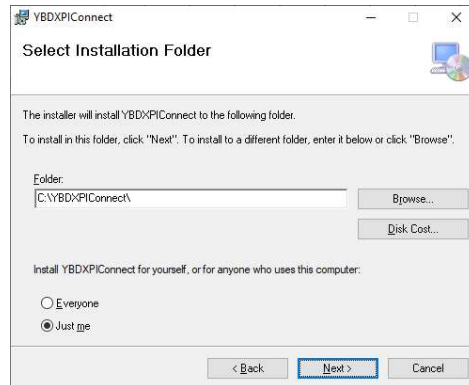 YBDXPIConnect
Select Installation Folder
The installer will install YBDXPIConnect to the following folder.
To install in this folder, click "Next". To install to a different folder, enter it below or click "Browse".
Folder:
C:\YBDXPIConnect\
Browse...
Disk Cost...
Install YBDXPIConnect for yourself, or for anyone who uses this computer:
Everyone
Just me
< Back Next > Cancel